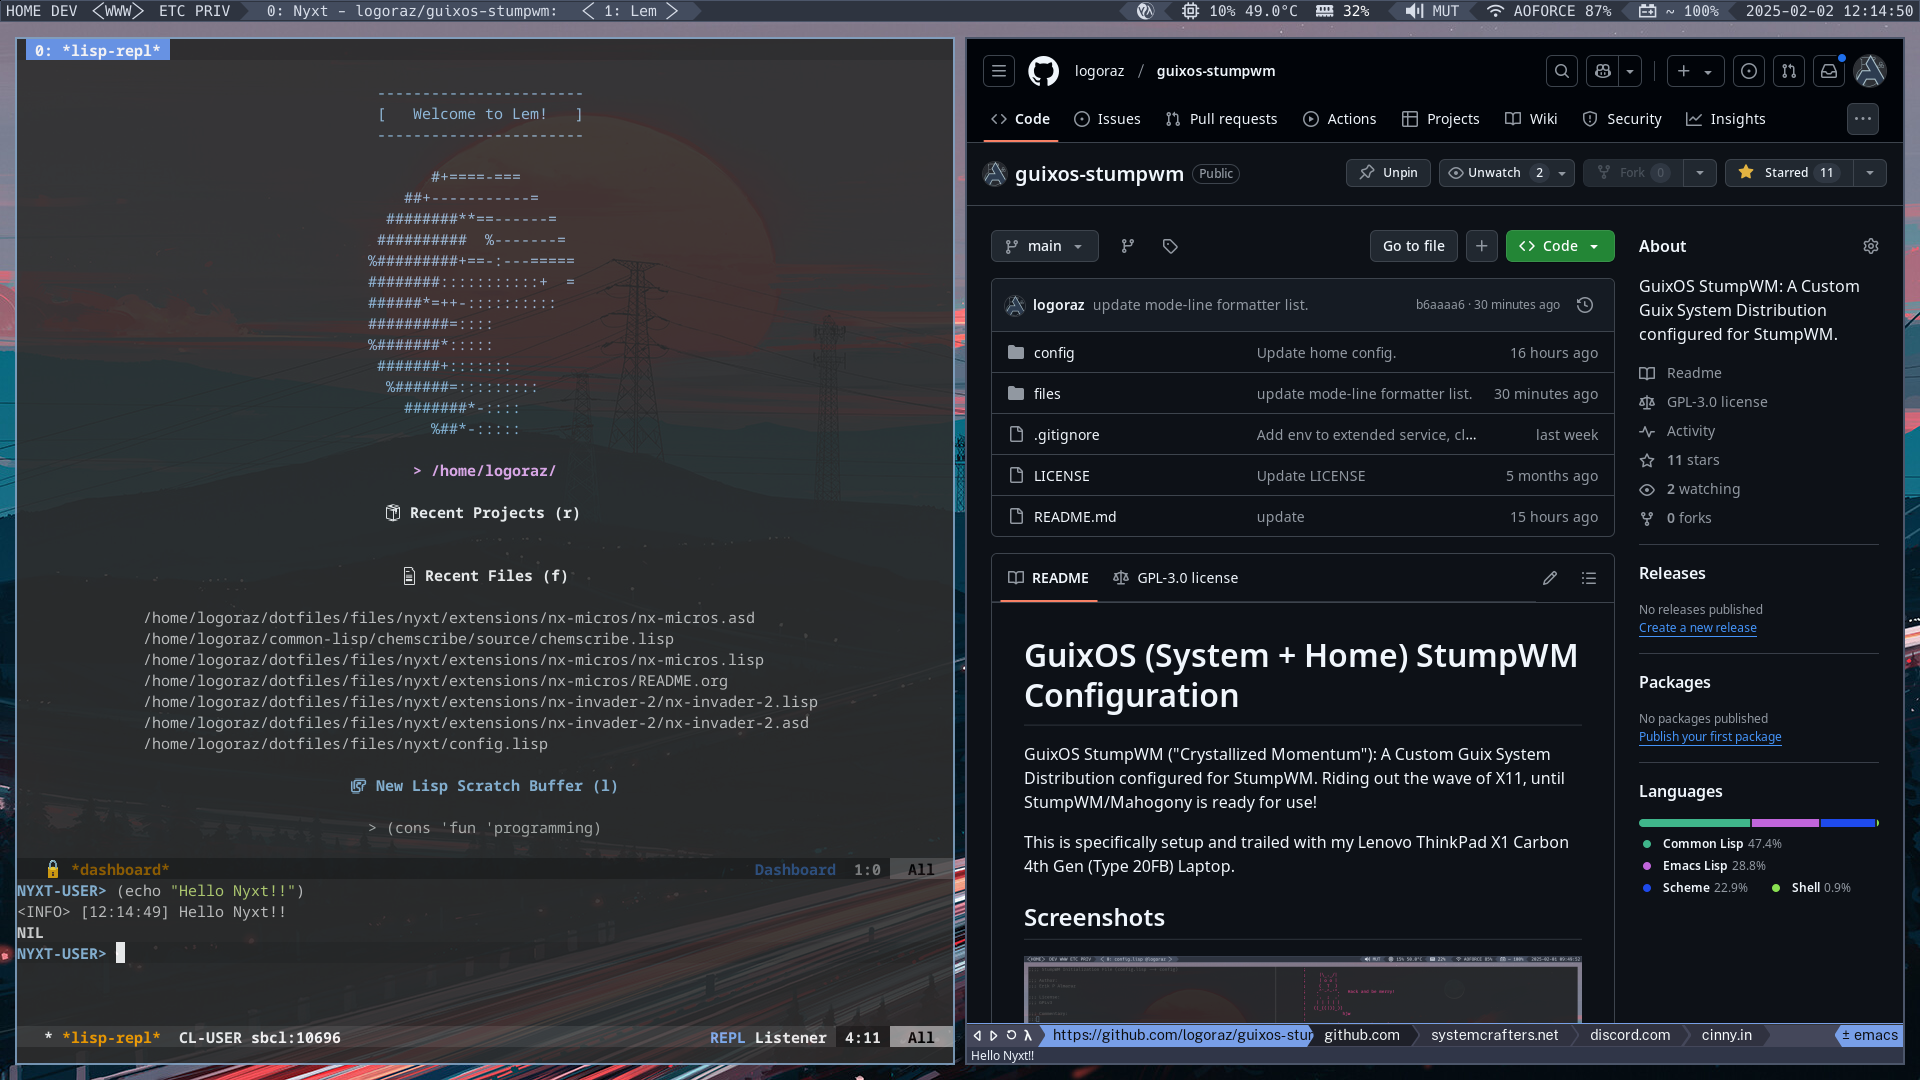 HOME DEV <WWW> ETC PRIV 0: Nyxt - logoraz/guixos-stumpwm: < 1: Lem > 10% 49.0°C 32% MUT AOFORCE 87% ~ 100% 2025-02-02 12:14:50
0: *lisp-repl*
-----------------------
[   Welcome to Lem!   ]
-----------------------
#+====-===
##+-----------=
########**==------=
##########  %-------=
%#########+==-:---=====
########:::::::::::+  =
######*=++-::::::::::
#########=::::
%#######*:::::
#######+:::::::
%######=:::::::::
#######*-::::
%##*-:::::
> /home/logoraz/
Recent Projects (r)
Recent Files (f)
/home/logoraz/dotfiles/files/nyxt/extensions/nx-micros/nx-micros.asd
/home/logoraz/common-lisp/chemscribe/source/chemscribe.lisp
/home/logoraz/dotfiles/files/nyxt/extensions/nx-micros/nx-micros.lisp
/home/logoraz/dotfiles/files/nyxt/extensions/nx-micros/README.org
/home/logoraz/dotfiles/files/nyxt/extensions/nx-invader-2/nx-invader-2.lisp
/home/logoraz/dotfiles/files/nyxt/extensions/nx-invader-2/nx-invader-2.asd
/home/logoraz/dotfiles/files/nyxt/config.lisp
New Lisp Scratch Buffer (l)
> (cons 'fun 'programming)
*dashboard* Dashboard 1:0 All
NYXT-USER> (echo "Hello Nyxt!!")
<INFO> [12:14:49] Hello Nyxt!!
NIL
NYXT-USER>
* *lisp-repl* CL-USER sbcl:10696 REPL Listener 4:11 All
logoraz / guixos-stumpwm
Code Issues Pull requests Actions Projects Wiki Security Insights
guixos-stumpwm Public Unpin Unwatch 2 Fork 0 Starred 11
main Go to file Code
logoraz update mode-line formatter list. b6aaaa6 · 30 minutes ago
config Update home config. 16 hours ago
files update mode-line formatter list. 30 minutes ago
.gitignore Add env to extended service, cl... last week
LICENSE Update LICENSE 5 months ago
README.md update 15 hours ago
README GPL-3.0 license
GuixOS (System + Home) StumpWM
Configuration
GuixOS StumpWM ("Crystallized Momentum"): A Custom Guix System
Distribution configured for StumpWM. Riding out the wave of X11, until
StumpWM/Mahogony is ready for use!
This is specifically setup and trailed with my Lenovo ThinkPad X1 Carbon
4th Gen (Type 20FB) Laptop.
Screenshots
About
GuixOS StumpWM: A Custom
Guix System Distribution
configured for StumpWM.
Readme
GPL-3.0 license
Activity
11 stars
2 watching
0 forks
Releases
No releases published
Create a new release
Packages
No packages published
Publish your first package
Languages
Common Lisp 47.4%
Emacs Lisp 28.8%
Scheme 22.9% Shell 0.9%
λ https://github.com/logoraz/guixos-stur github.com systemcrafters.net discord.com cinny.in ± emacs
Hello Nyxt!!